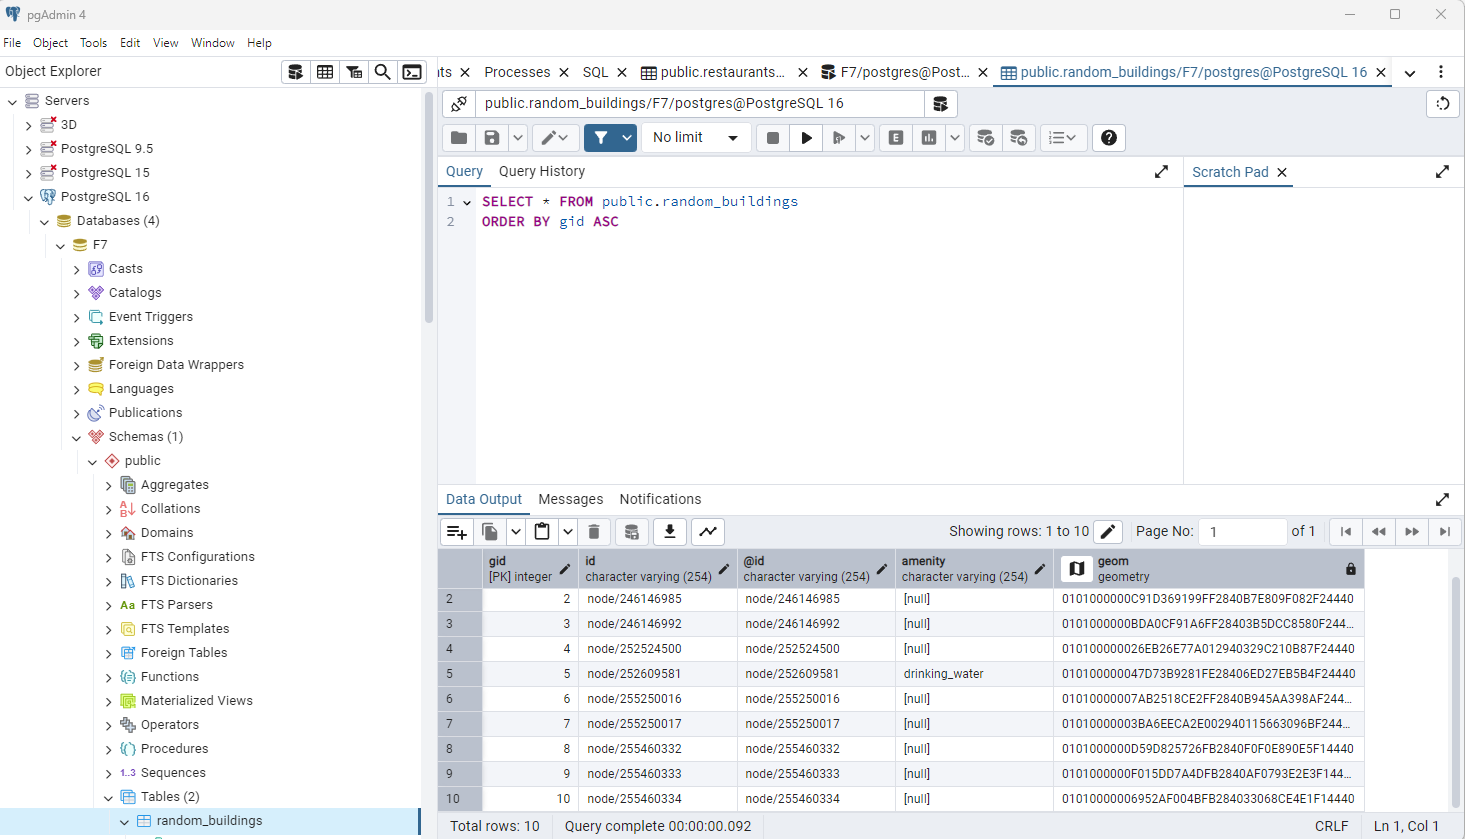 pgAdmin 4
File Object Tools Edit View Window Help
Object Explorer
Servers
3D
PostgreSQL 9.5
PostgreSQL 15
PostgreSQL 16
Databases (4)
F7
Casts
Catalogs
Event Triggers
Extensions
Foreign Data Wrappers
Languages
Publications
Schemas (1)
public
Aggregates
Collations
Domains
FTS Configurations
FTS Dictionaries
Aa FTS Parsers
FTS Templates
Foreign Tables
Functions
Materialized Views
Operators
Procedures
1..3 Sequences
Tables (2)
random_buildings
ıts Processes SQL public.restaurants... F7/postgres@Post... public.random_buildings/F7/postgres@PostgreSQL 16
public.random_buildings/F7/postgres@PostgreSQL 16
No limit E
Query Query History
1 SELECT * FROM public.random_buildings
2 ORDER BY gid ASC
Scratch Pad
Data Output Messages Notifications
Showing rows: 1 to 10 Page No: 1 of 1
gid id @id amenity geom
[PK] integer character varying (254) character varying (254) character varying (254) geometry
2 2 node/246146985 node/246146985 [null] 0101000000C91D369199FF2840B7E809F082F24440
3 3 node/246146992 node/246146992 [null] 0101000000BDA0CF91A6FF28403B5DCC8580F244...
4 4 node/252524500 node/252524500 [null] 010100000026EB26E77A012940329C210B87F24440
5 5 node/252609581 node/252609581 drinking_water 010100000047D73B9281FE28406ED27EB5B4F24440
6 6 node/255250016 node/255250016 [null] 010100000007AB2518CE2FF2840B945AA398AF244...
7 7 node/255250017 node/255250017 [null] 01010000003BA6EECA2E002940115663096BF244...
8 8 node/255460332 node/255460332 [null] 0101000000D59D825726FB2840F0F0E890E5F14440
9 9 node/255460333 node/255460333 [null] 0101000000F015DD7A4DFB2840AF0793E2E3F144...
10 10 node/255460334 node/255460334 [null] 01010000006952AF004BFB284033068CE4E1F14440
Total rows: 10 Query complete 00:00:00.092 CRLF Ln 1, Col 1